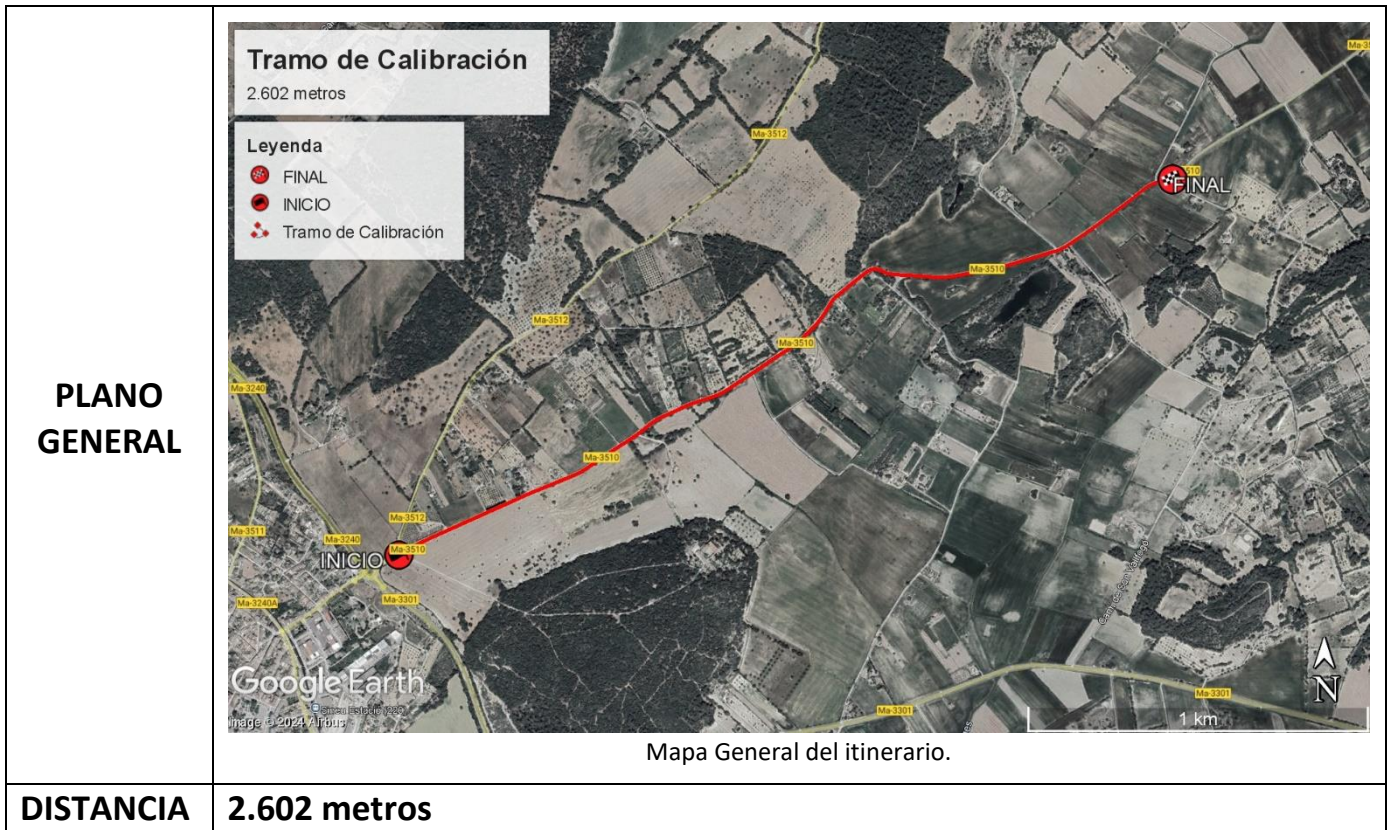 PLANO
GENERAL
Tramo de Calibración
2.602 metros
Leyenda
FINAL
INICIO
Tramo de Calibración
Ma-3512
FINAL
Ma-3510
Ma-3512
Ma-3510
Ma-3240
Ma-3510
Ma-3512
Ma-3511
Ma-3240
Ma-3510
INICIO
Ma-3240A
Ma-3301
Google Earth
Image © 2024 Airbus
Ma-3301
Ma-3301
N
1 km
Mapa General del itinerario.
DISTANCIA
2.602 metros